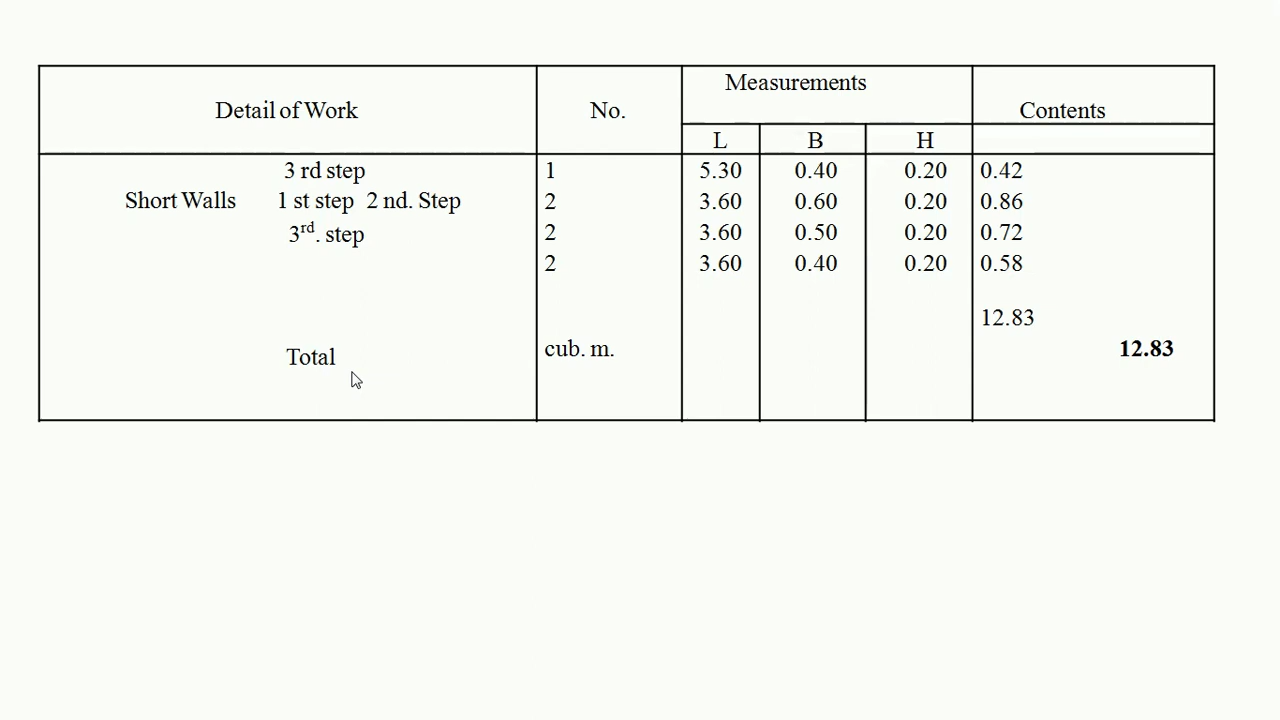 Detail of Work No. Measurements Contents
L B H
3 rd step 1 5.30 0.40 0.20 0.42
Short Walls 1 st step 2 nd. Step 2 3.60 0.60 0.20 0.86
3rd. step 2 3.60 0.50 0.20 0.72
2 3.60 0.40 0.20 0.58
12.83
Total cub. m. 12.83